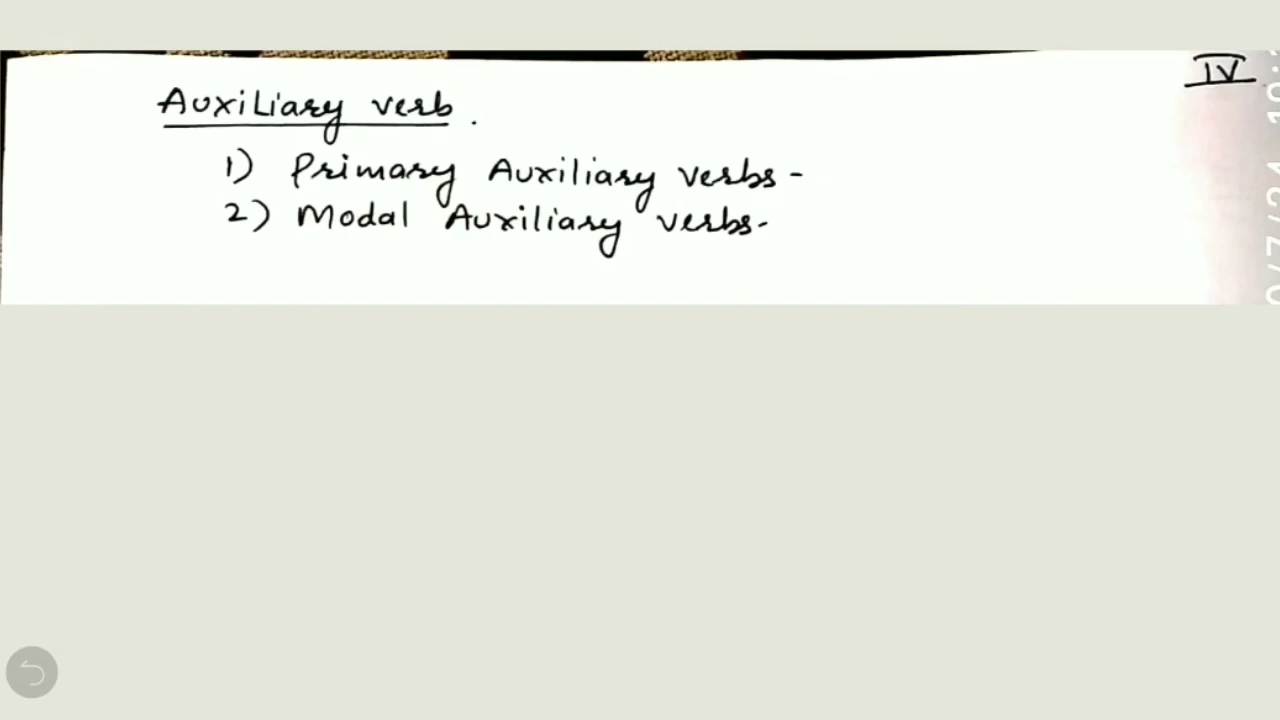 IV
Auxiliary verb.
1) Primary Auxiliary verbs -
2) Modal Auxiliary verbs-